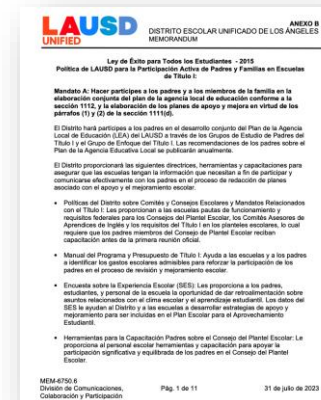 LAUSD
UNIFIED
ANEXO B
DISTRITO ESCOLAR UNIFICADO DE LOS ÁNGELES
MEMORANDUM
Ley de Éxito para Todos los Estudiantes - 2015
Política de LAUSD para la Participación Activa de Padres y Familias en Escuelas
de Título I:
Mandato A: Hacer partícipes a los padres y a los miembros de la familia en la
elaboración conjunta del plan de la agencia local de educación conforme a la
sección 1112, y la elaboración de los planes de apoyo y mejora en virtud de los
párrafos (1) y (2) de la sección 1111(d).
El Distrito hará partícipes a los padres en el desarrollo conjunto del Plan de la Agencia
Local de Educación (LEA) del LAUSD a través de los Grupos de Estudio de Padres del
Título I y el Grupo de Enfoque del Título I. Las recomendaciones de los padres sobre el
Plan de la Agencia Educativa Local se publicarán anualmente.
El Distrito proporcionará las siguientes directrices, herramientas y capacitaciones para
asegurar que las escuelas tengan la información que necesitan a fin de participar y
comunicarse efectivamente con los padres en el proceso de redacción de planes
asociado con el apoyo y el mejoramiento escolar.
• Políticas del Distrito sobre Comités y Consejos Escolares y Mandatos Relacionados
con el Título I: Les proporcionan a las escuelas pautas de funcionamiento y
requisitos federales para los Consejos del Plantel Escolar, los Comités Asesores de
Aprendices de Inglés y los requisitos del Título I en los planteles escolares, lo cual
requiere que los padres miembros del Consejo de Plantel Escolar reciban
capacitación antes de la primera reunión oficial.
• Manual del Programa y Presupuesto de Título I: Ayuda a las escuelas y a los padres
a identificar los gastos escolares admisibles para reforzar la participación de los
padres en el proceso de revisión y mejoramiento escolar.
• Encuesta sobre la Experiencia Escolar (SES): Les proporciona a los padres,
estudiantes, y personal de la escuela la oportunidad de dar retroalimentación sobre
asuntos relacionados con el clima escolar y el aprendizaje estudiantil. Los datos del
SES le ayudan al Distrito y a las escuelas a desarrollar estrategias de apoyo y
mejoramiento para ser incluidas en el Plan Escolar para el Aprovechamiento
Estudiantil.
• Herramientas para la Capacitación Padres sobre el Consejo del Plantel Escolar: Le
proporciona al personal escolar herramientas y capacitación para apoyar la
participación significativa y equilibrada de los padres en el Consejo del Plantel
Escolar.
MEM-6750.6
División de Comunicaciones,
Colaboración y Participación
Pág. 1 de 11
31 de julio de 2023